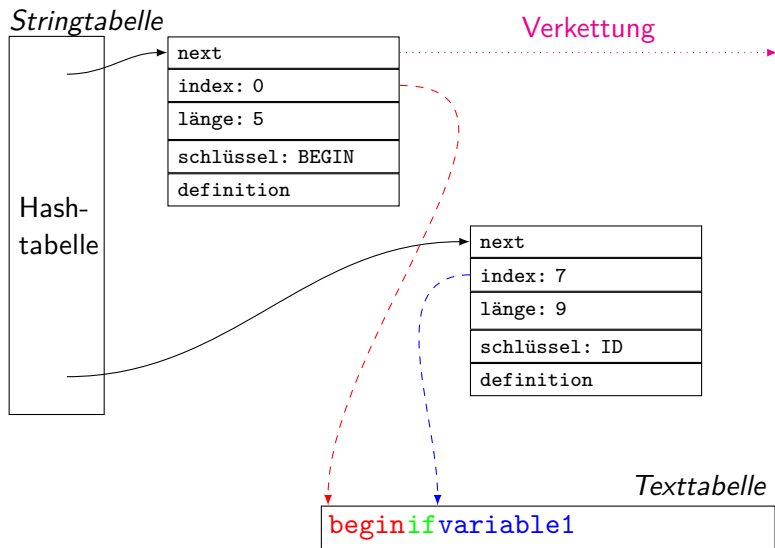 Stringtabelle
Verkettung
next
index: 0
länge: 5
schlüssel: BEGIN
definition
Hash-
tabelle
next
index: 7
länge: 9
schlüssel: ID
definition
Texttabelle
beginifvariable1